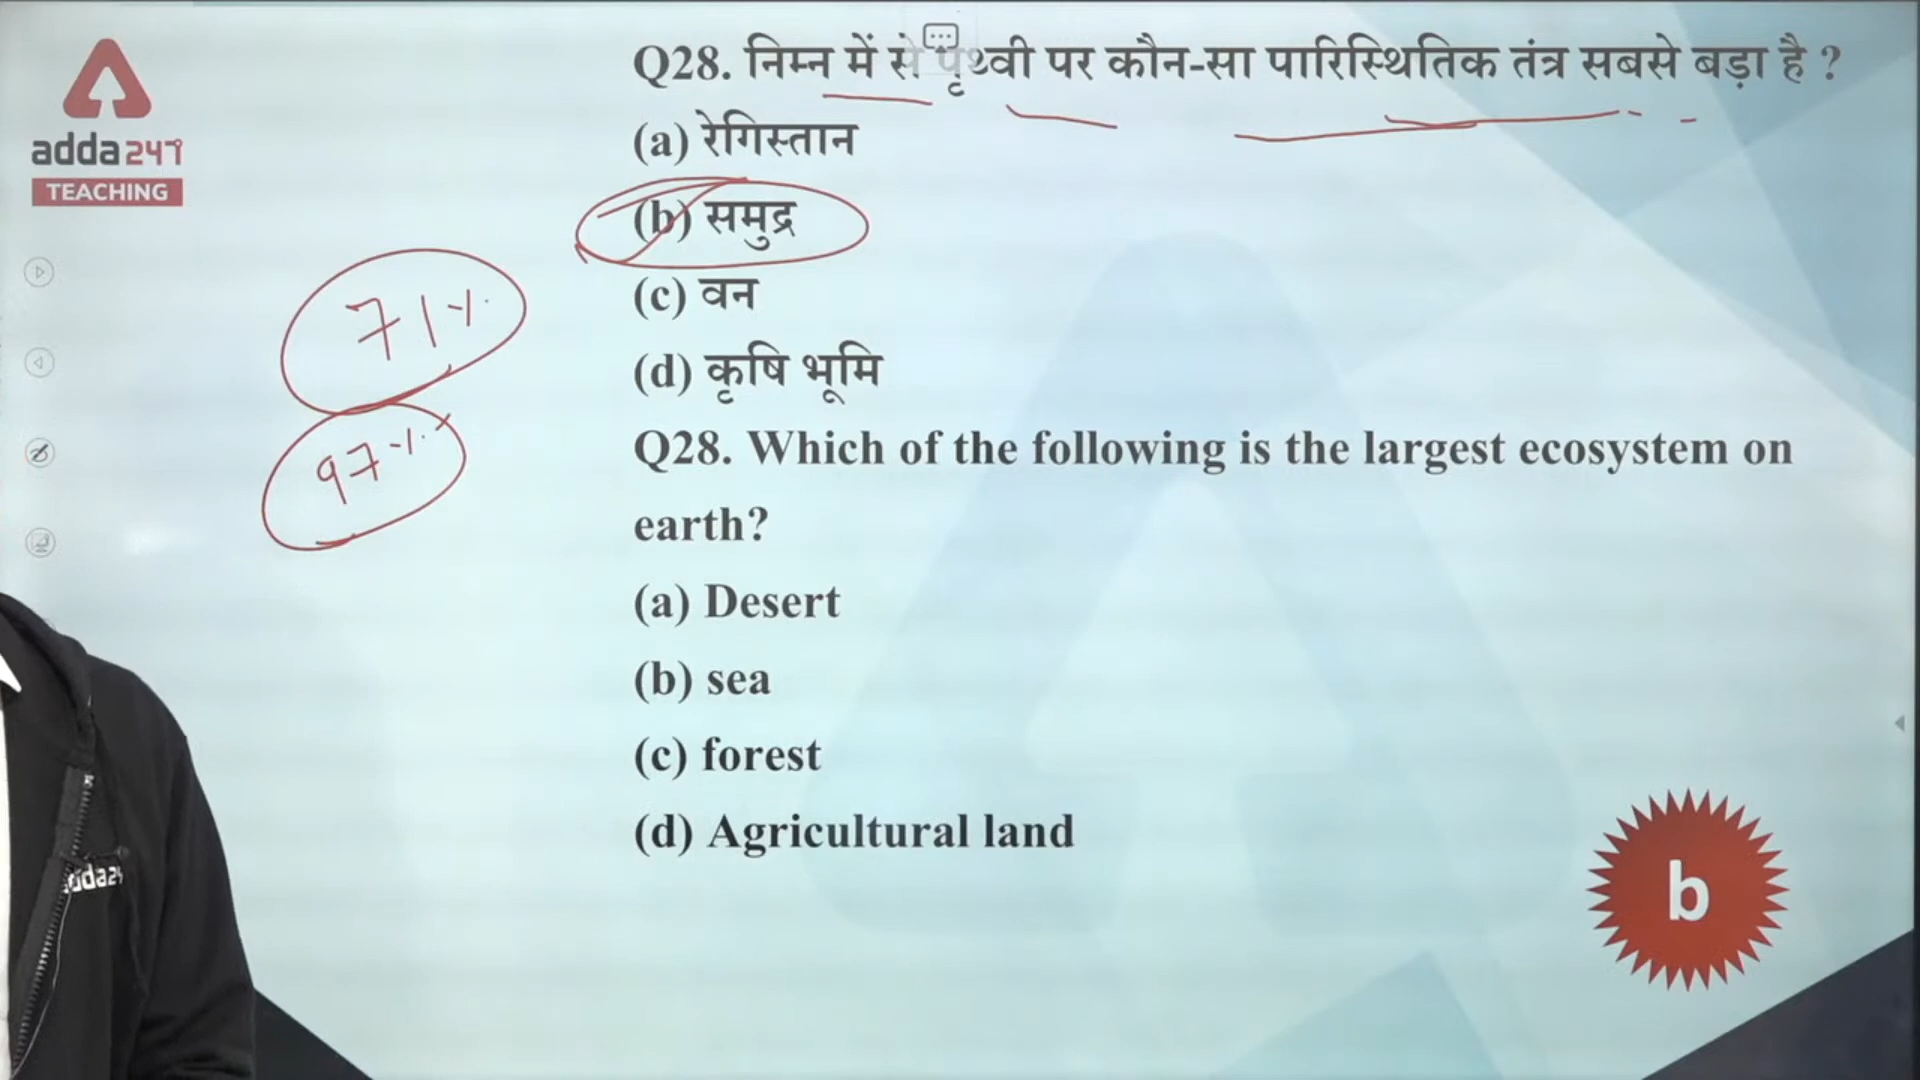 adda247
TEACHING
Q28. निम्न में से पृथ्वी पर कौन-सा पारिस्थितिक तंत्र सबसे बड़ा है ?
(a) रेगिस्तान
(b) समुद्र
(c) वन
(d) कृषि भूमि
71%
97%
Q28. Which of the following is the largest ecosystem on
earth?
(a) Desert
(b) sea
(c) forest
(d) Agricultural land
b
adda24